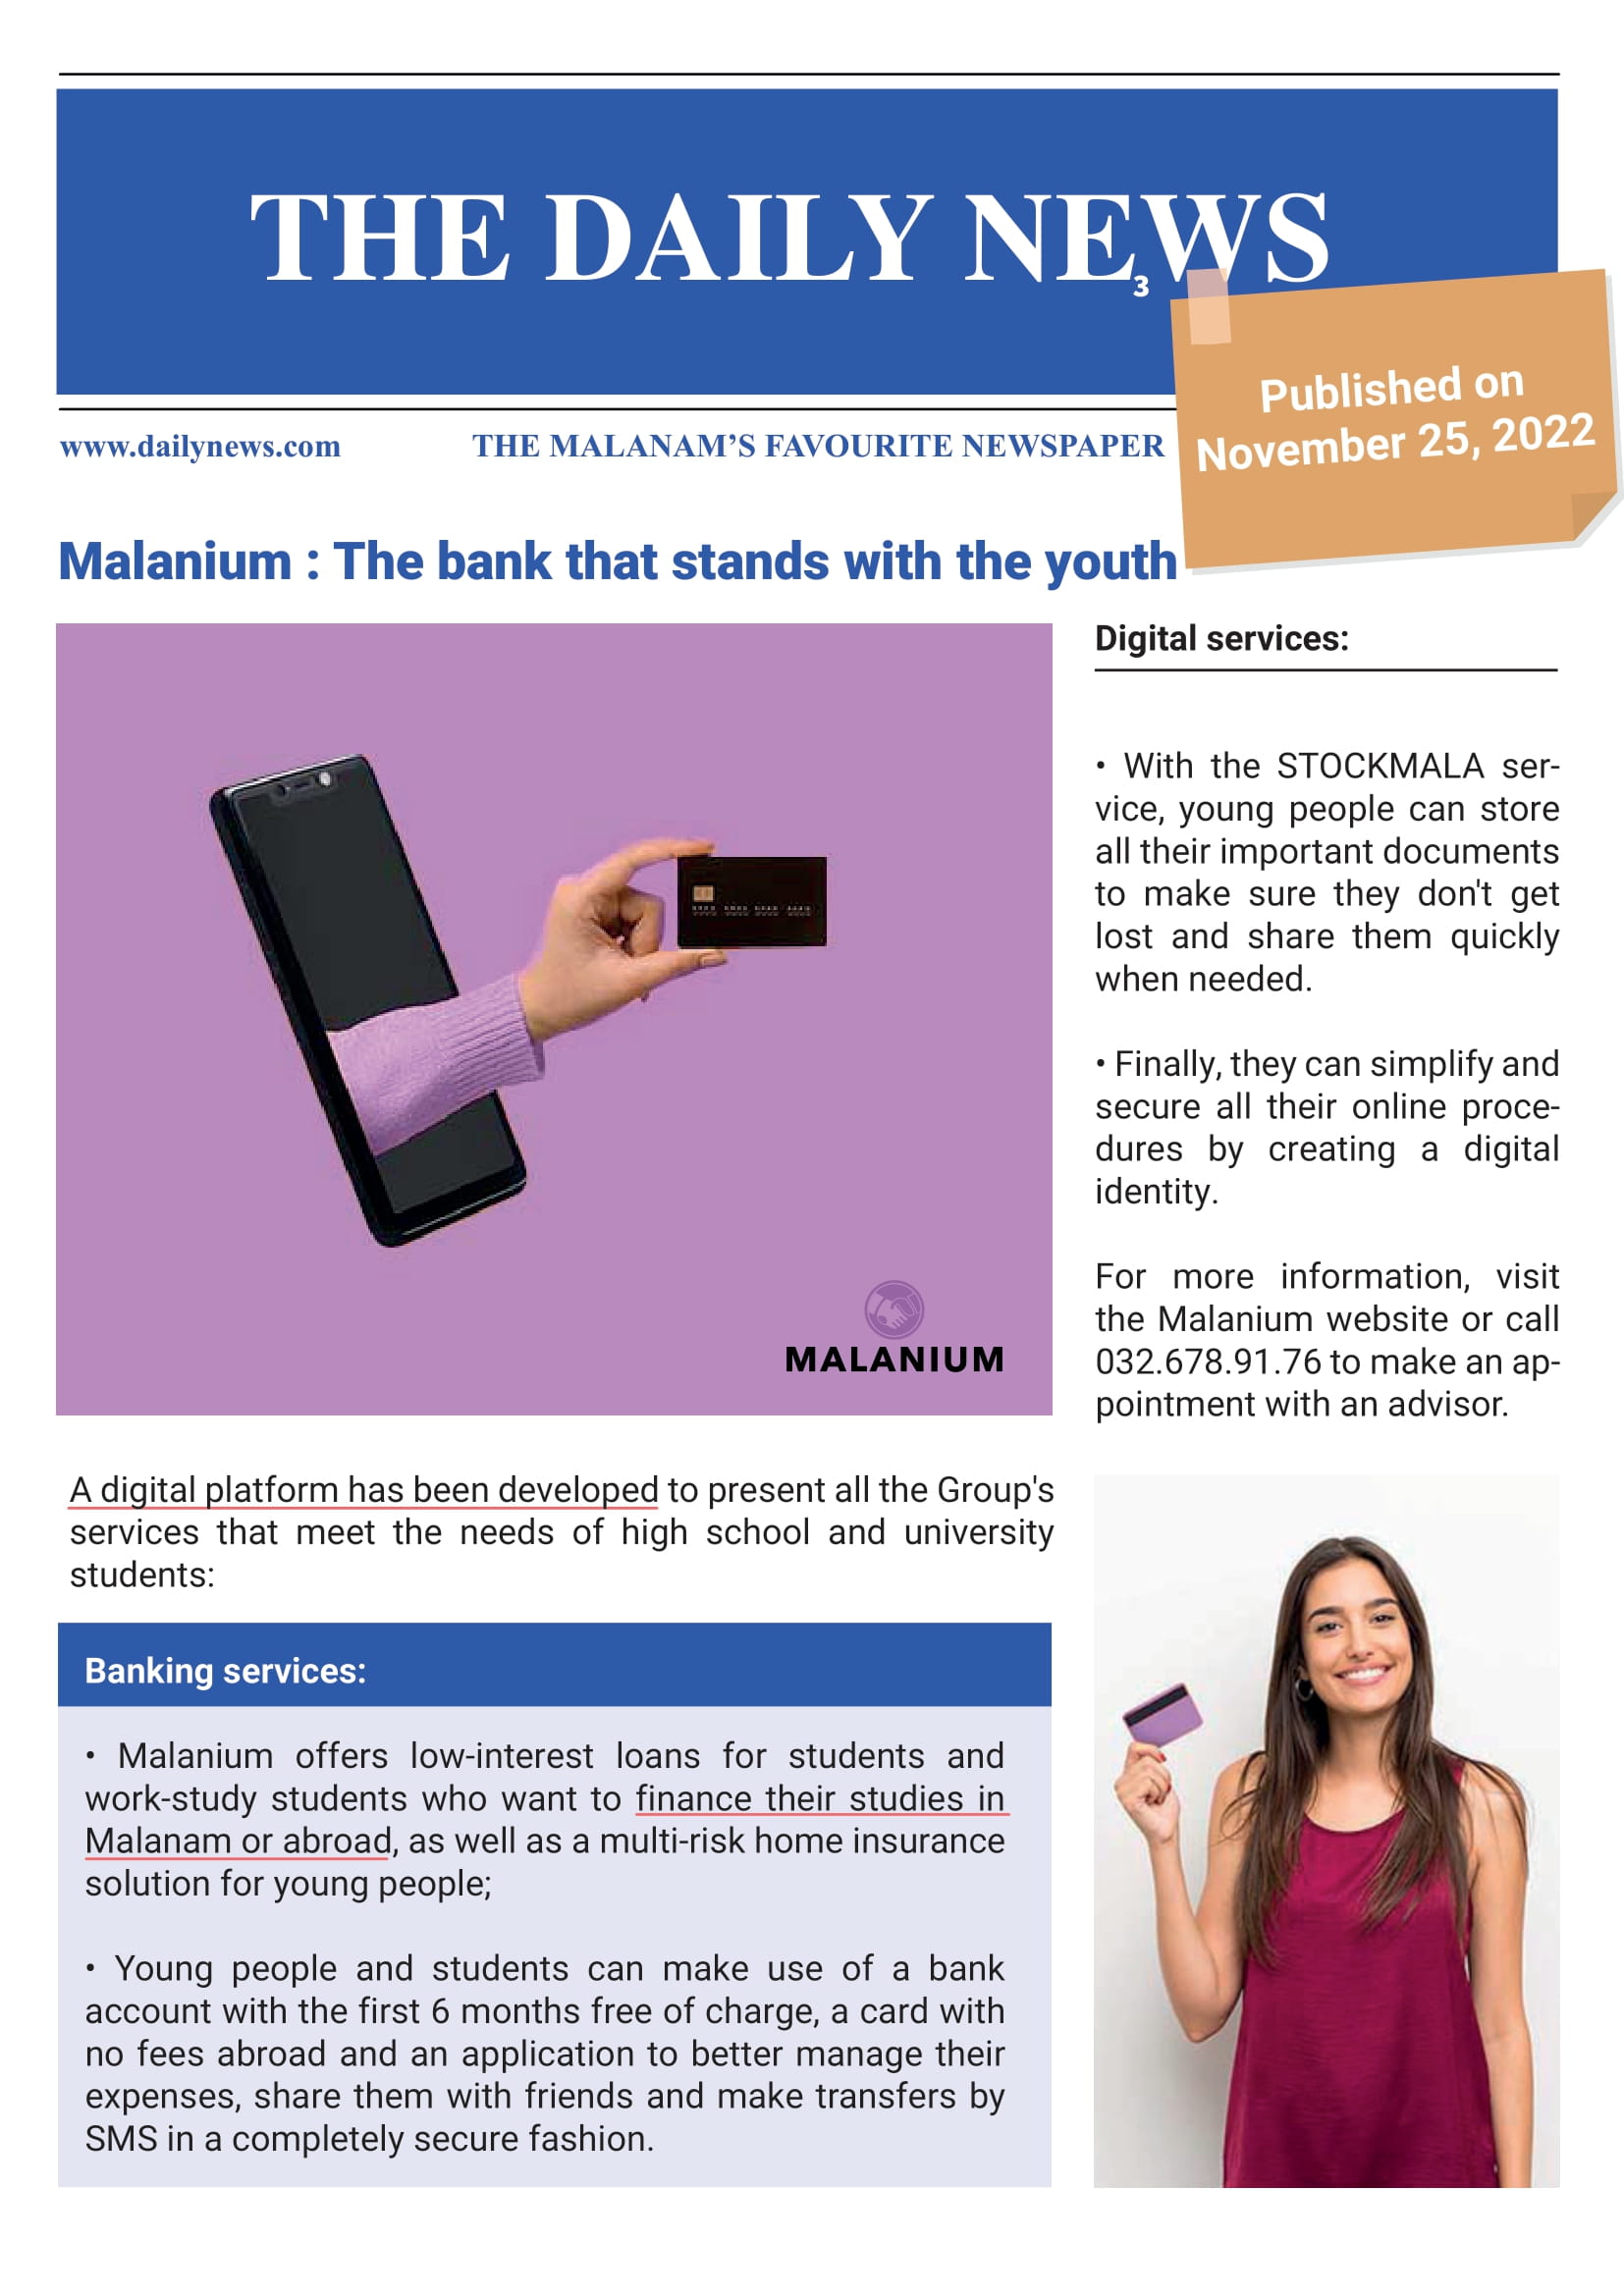 THE DAILY NEWS
3
Published on
November 25, 2022
www.dailynews.com
THE MALANAM'S FAVOURITE NEWSPAPER
Malanium : The bank that stands with the youth
MALANIUM
A digital platform has been developed to present all the Group's
services that meet the needs of high school and university
students:
Banking services:
• Malanium offers low-interest loans for students and
work-study students who want to finance their studies in
Malanam or abroad, as well as a multi-risk home insurance
solution for young people;
• Young people and students can make use of a bank
account with the first 6 months free of charge, a card with
no fees abroad and an application to better manage their
expenses, share them with friends and make transfers by
SMS in a completely secure fashion.
Digital services:
• With the STOCKMALA ser-
vice, young people can store
all their important documents
to make sure they don't get
lost and share them quickly
when needed.
• Finally, they can simplify and
secure all their online proce-
dures by creating a digital
identity.
For more information, visit
the Malanium website or call
032.678.91.76 to make an ap-
pointment with an advisor.